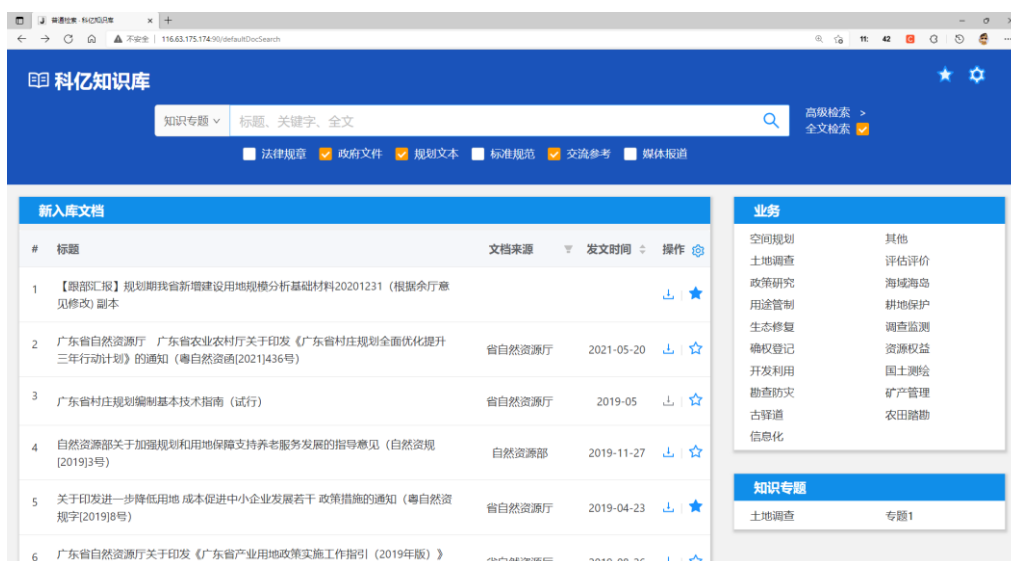 普通检索 - 科亿知识库
不安全 116.63.175.174:90/defaultDocSearch
11: 42
科亿知识库
知识专题 标题、关键字、全文
高级检索 >
全文检索
法律规章 政府文件 规划文本 标准规范 交流参考 媒体报道
新入库文档
# 标题 文档来源 发文时间 操作
1 【跟部汇报】规划期我省新增建设用地规模分析基础材料20201231（根据余厅意
见修改) 副本
2 广东省自然资源厅 广东省农业农村厅关于印发《广东省村庄规划全面优化提升
三年行动计划》的通知（粤自然资函[2021]436号） 省自然资源厅 2021-05-20
3 广东省村庄规划编制基本技术指南（试行） 省自然资源厅 2019-05
4 自然资源部关于加强规划和用地保障支持养老服务发展的指导意见（自然资规
[2019]3号） 自然资源部 2019-11-27
5 关于印发进一步降低用地 成本促进中小企业发展若干 政策措施的通知（粤自然资
规字[2019]8号） 省自然资源厅 2019-04-23
6 广东省自然资源厅关于印发《广东省产业用地政策实施工作指引（2019年版）》
业务
空间规划 其他
土地调查 评估评价
政策研究 海域海岛
用途管制 耕地保护
生态修复 调查监测
确权登记 资源权益
开发利用 国土测绘
勘查防灾 矿产管理
古驿道 农田踏勘
信息化
知识专题
土地调查 专题1